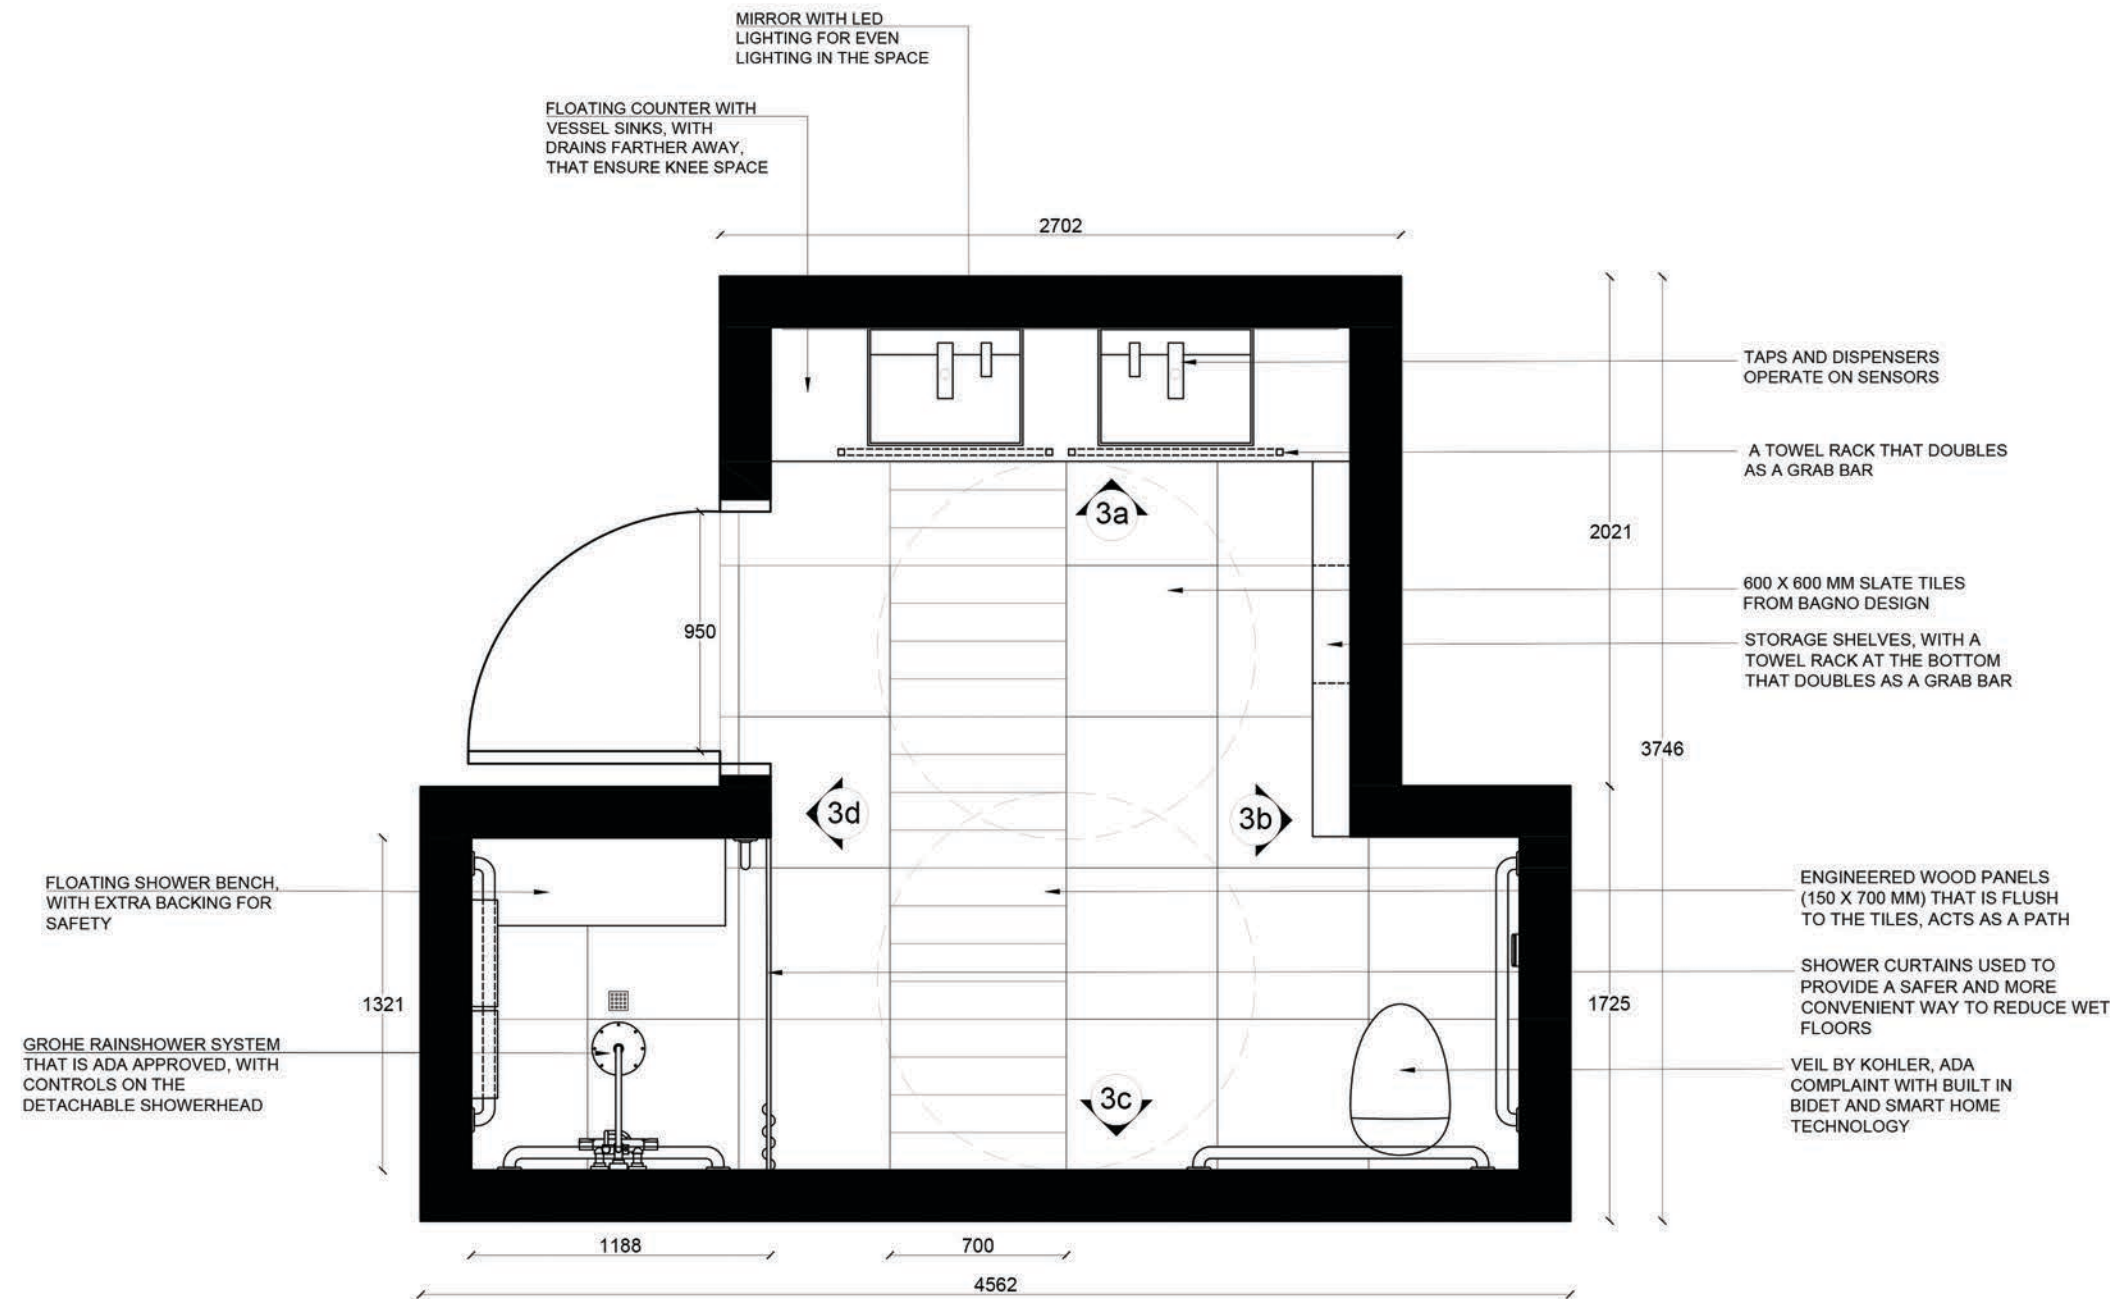 MIRROR WITH LED
LIGHTING FOR EVEN
LIGHTING IN THE SPACE
FLOATING COUNTER WITH
VESSEL SINKS, WITH
DRAINS FARTHER AWAY,
THAT ENSURE KNEE SPACE
2702
TAPS AND DISPENSERS
OPERATE ON SENSORS
A TOWEL RACK THAT DOUBLES
AS A GRAB BAR
3a
2021
600 X 600 MM SLATE TILES
FROM BAGNO DESIGN
950
STORAGE SHELVES, WITH A
TOWEL RACK AT THE BOTTOM
THAT DOUBLES AS A GRAB BAR
3746
3d
3b
FLOATING SHOWER BENCH,
WITH EXTRA BACKING FOR
SAFETY
ENGINEERED WOOD PANELS
(150 X 700 MM) THAT IS FLUSH
TO THE TILES, ACTS AS A PATH
SHOWER CURTAINS USED TO
PROVIDE A SAFER AND MORE
CONVENIENT WAY TO REDUCE WET
FLOORS
1321
1725
GROHE RAINSHOWER SYSTEM
THAT IS ADA APPROVED, WITH
CONTROLS ON THE
DETACHABLE SHOWERHEAD
VEIL BY KOHLER, ADA
COMPLAINT WITH BUILT IN
BIDET AND SMART HOME
TECHNOLOGY
3c
1188
700
4562